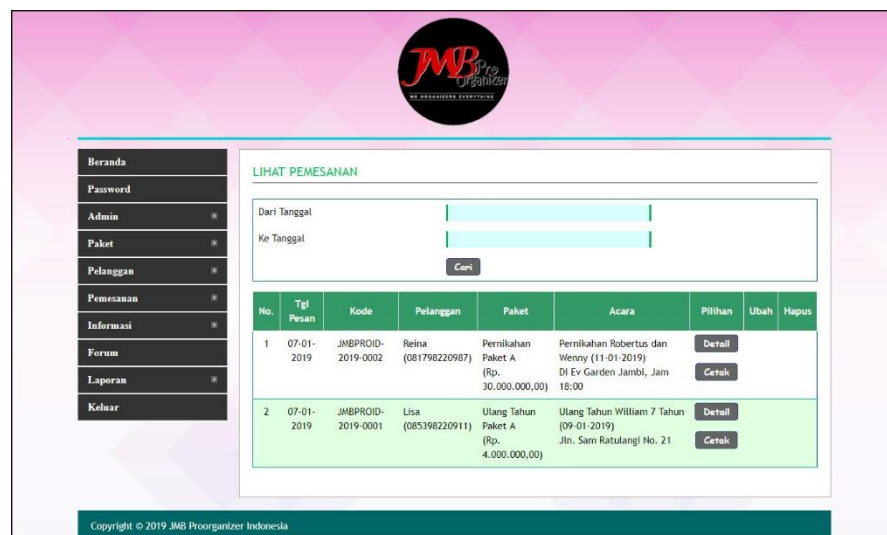 JMB Pro
Organizer
WE ORGANIZERS EVERYTHING
Beranda
Password
Admin
Paket
Pelanggan
Pemesanan
Informasi
Forum
Laporan
Keluar
LIHAT PEMESANAN
Dari Tanggal
Ke Tanggal
Cari
No. Tgl Pesan Kode Pelanggan Paket Acara Pilihan Ubah Hapus
1 07-01- JMBPROID- Reina Pernikahan Pernikahan Robertus dan Detail
2019 2019-0002 (081798220987) Paket A Wenny (11-01-2019)
(Rp. Di Ev Garden Jambi, Jam Cetak
30.000.000,00) 18:00
2 07-01- JMBPROID- Lisa Ulang Tahun Ulang Tahun William 7 Tahun Detail
2019 2019-0001 (085398220911) Paket A (09-01-2019)
(Rp. Jln. Sam Ratulangi No. 21 Cetak
4.000.000,00)
Copyright © 2019 JMB Proorganizer Indonesia